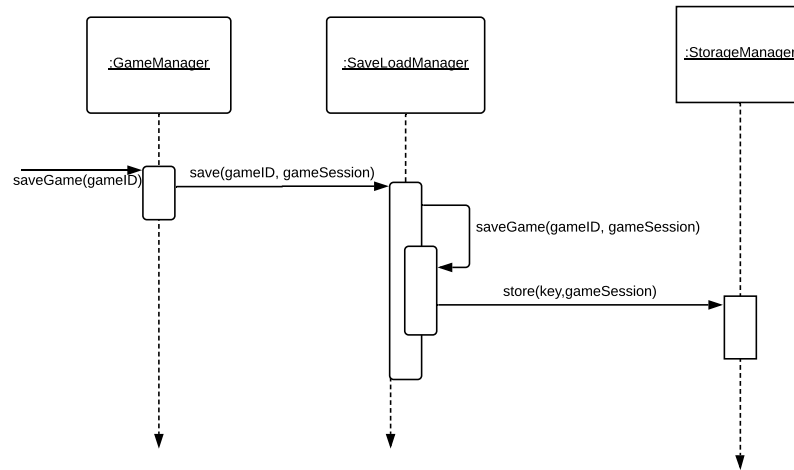 :GameManager
:SaveLoadManager
:StorageManager
saveGame(gameID)
save(gameID, gameSession)
saveGame(gameID, gameSession)
store(key,gameSession)